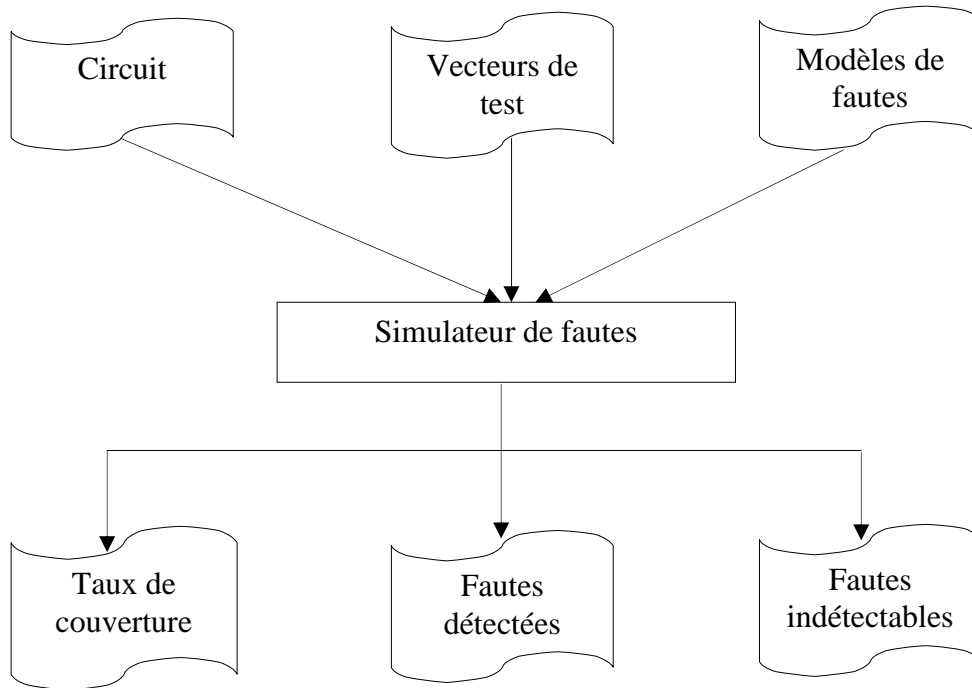 Circuit
Vecteurs de
test
Modèles de
fautes
Simulateur de fautes
Taux de
couverture
Fautes
détectées
Fautes
indétectables